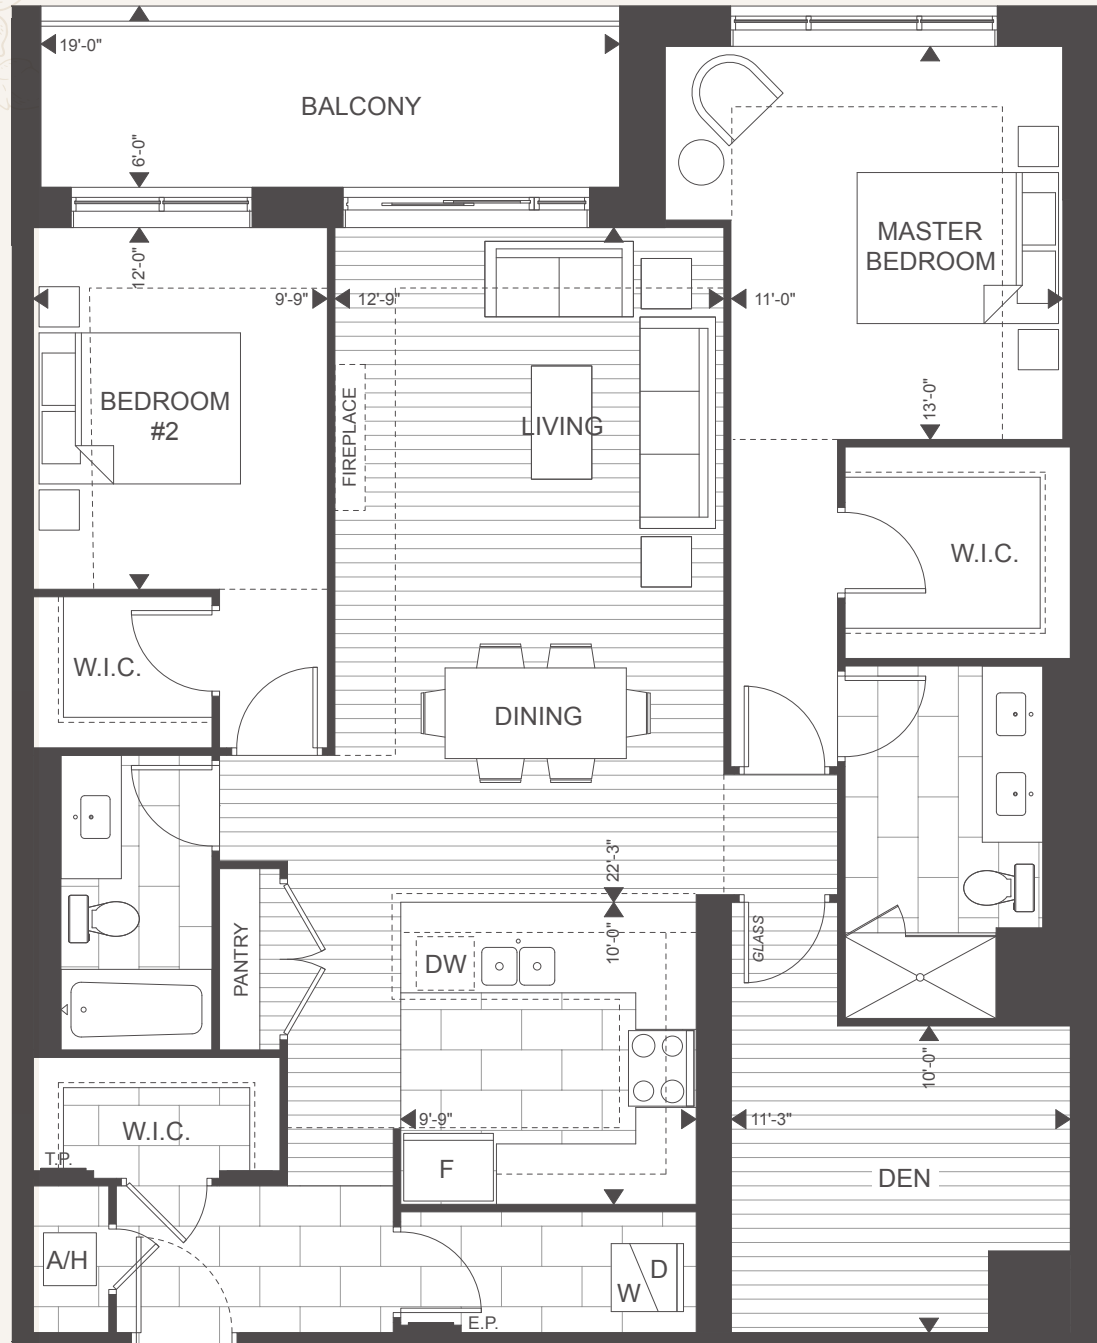 19'-0"
BALCONY
6'-0"
MASTER
BEDROOM
12'-0"
9'-9"
12'-9"
11'-0"
13'-0"
BEDROOM
#2
FIREPLACE
LIVING
W.I.C.
W.I.C.
DINING
22'-3"
10'-0"
GLASS
PANTRY
DW
10'-0"
9'-9"
11'-3"
W.I.C.
T.P.
F
DEN
A/H
D
W
E.P.